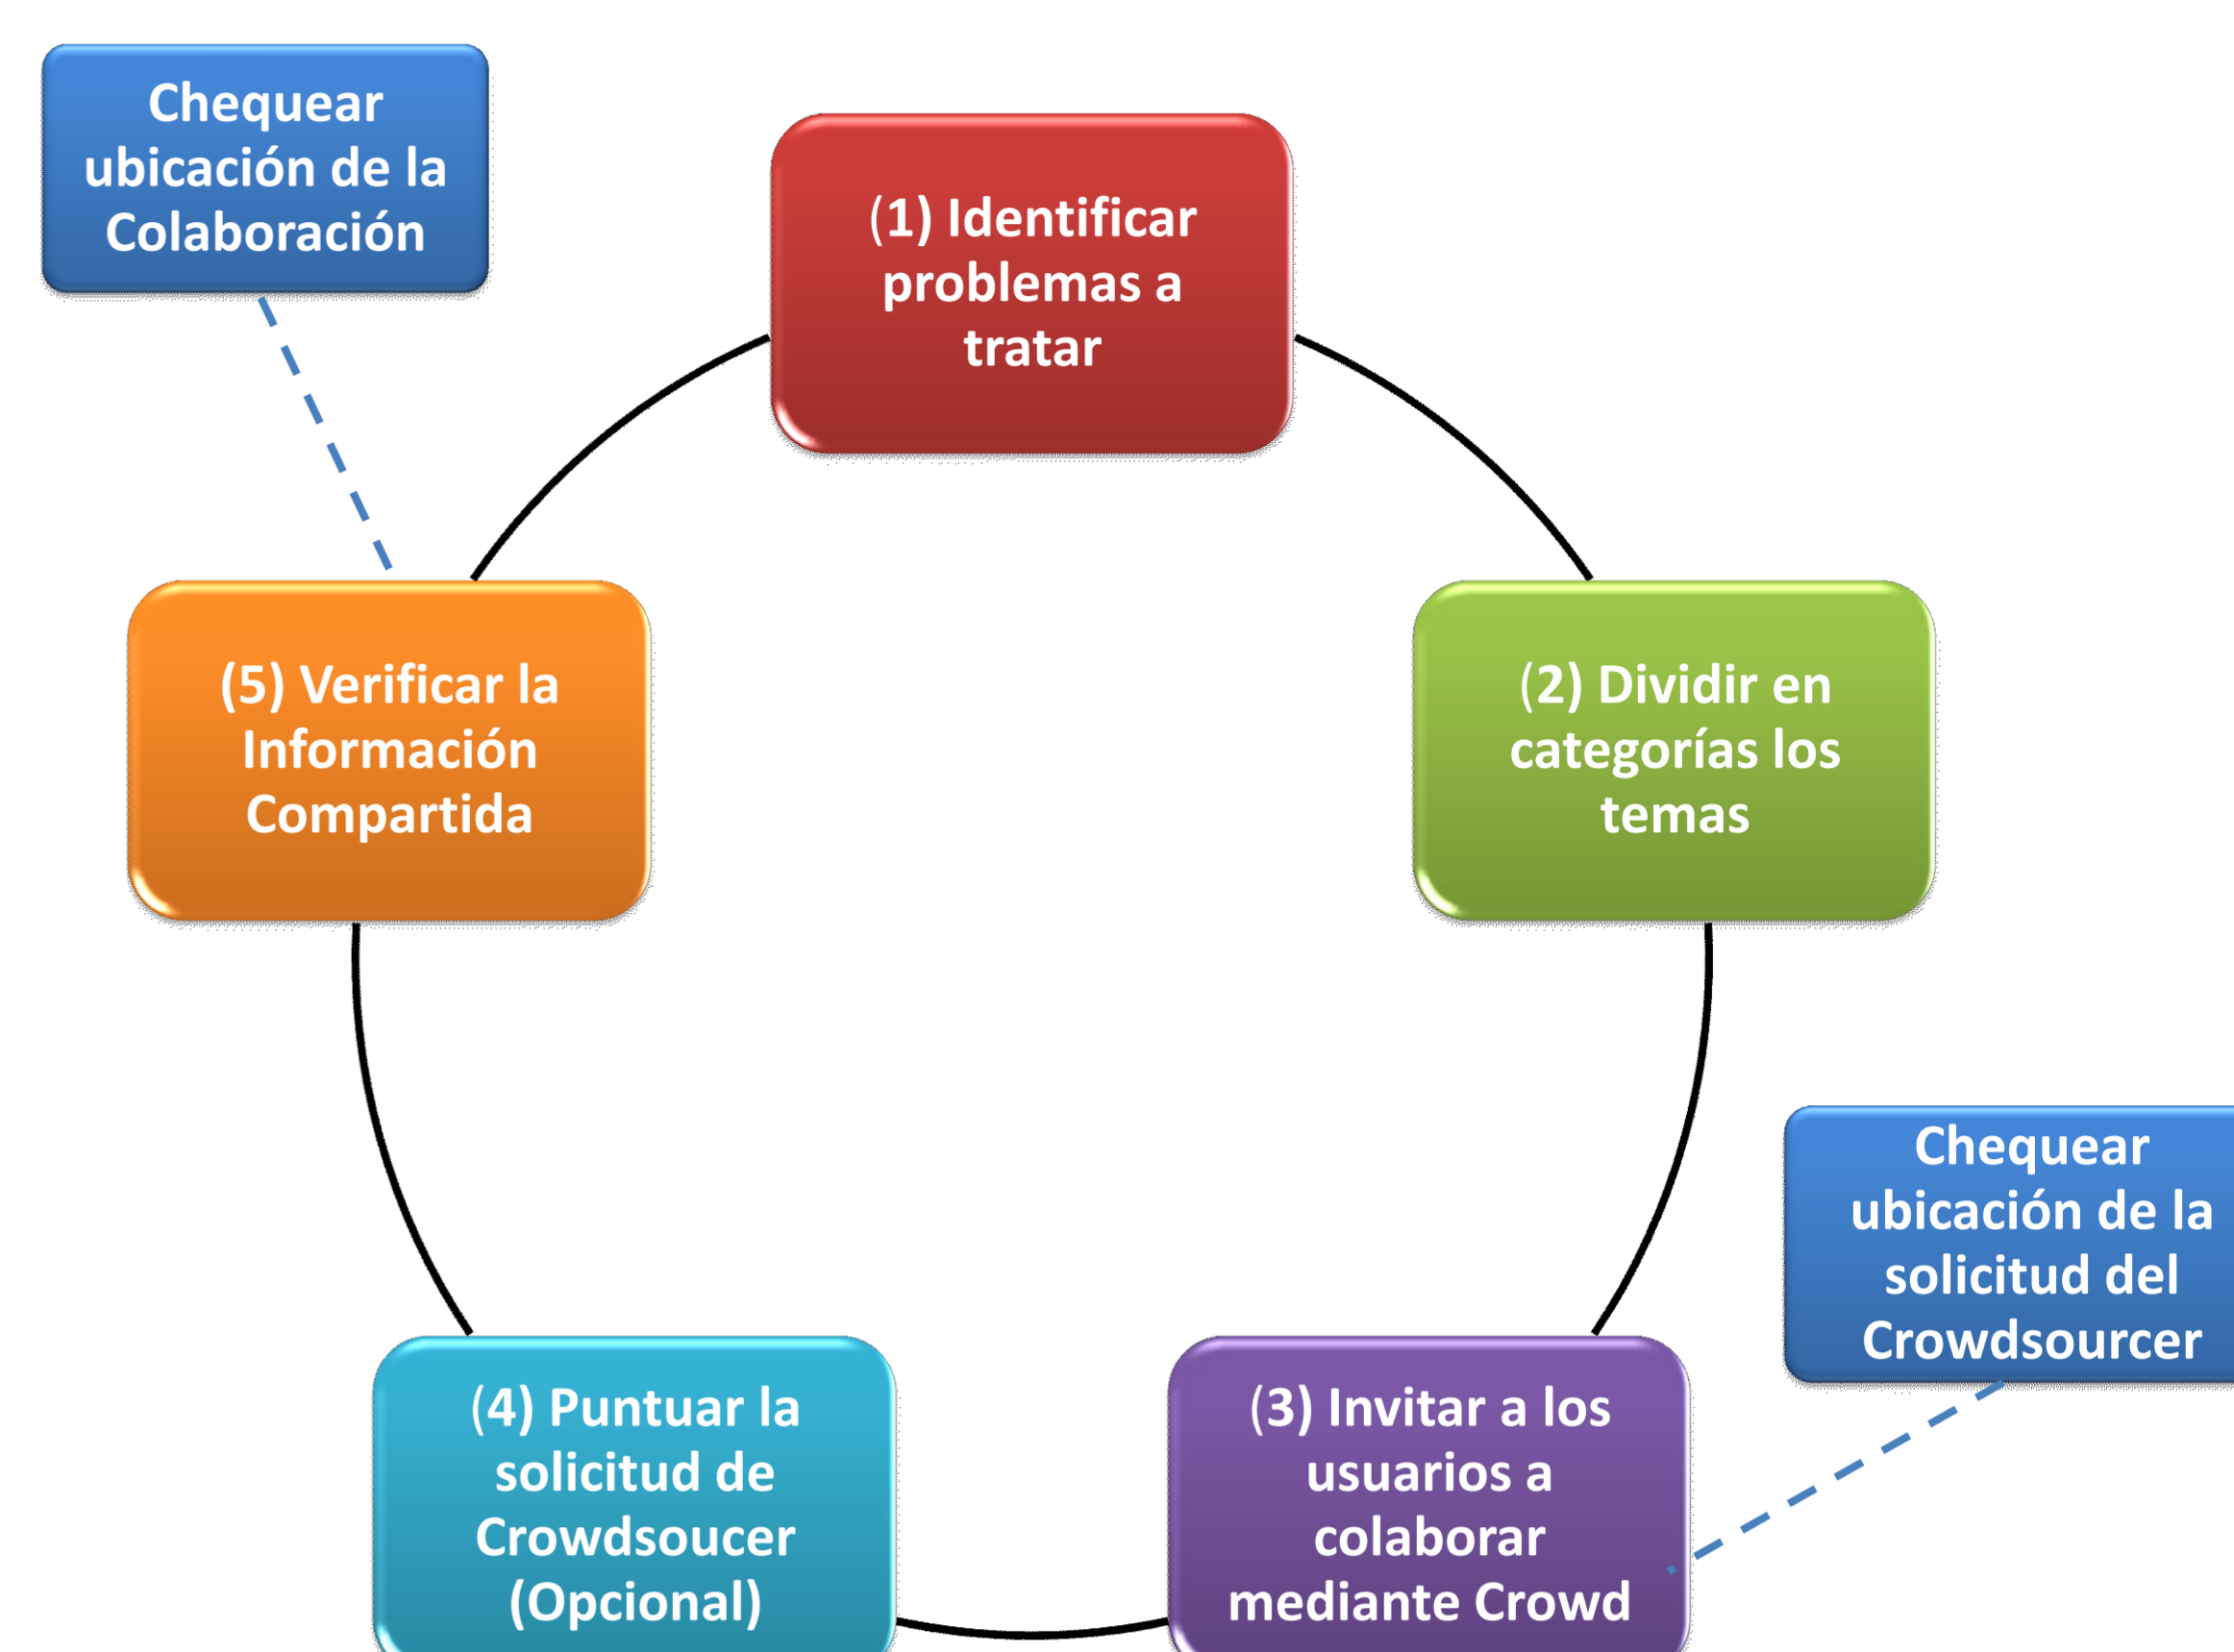 Chequear
ubicación de la
Colaboración
(1) Identificar
problemas a
tratar
(5) Verificar la
Información
Compartida
(2) Dividir en
categorías los
temas
Chequear
ubicación de la
solicitud del
Crowdsourcer
(4) Puntuar la
solicitud de
Crowdsoucer
(Opcional)
(3) Invitar a los
usuarios a
colaborar
mediante Crowd